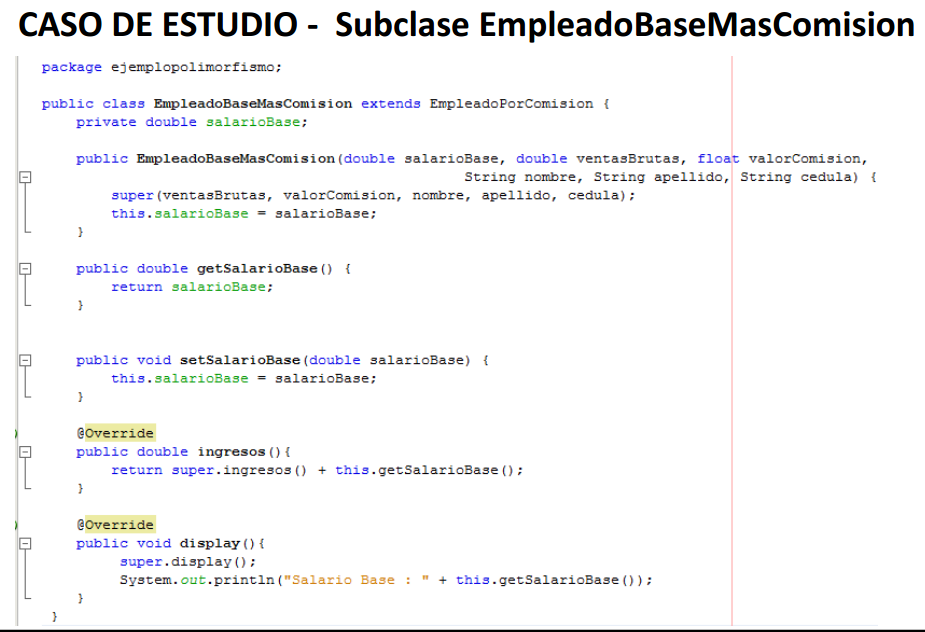 CASO DE ESTUDIO - Subclase EmpleadoBaseMasComision
package ejemplopolimorfismo;
public class EmpleadoBaseMasComision extends EmpleadoPorComision {
private double salarioBase;
public EmpleadoBaseMasComision(double salarioBase, double ventasBrutas, float valorComision,
String nombre, String apellido, String cedula) {
super(ventasBrutas, valorComision, nombre, apellido, cedula);
this.salarioBase = salarioBase;
}
public double getSalarioBase() {
return salarioBase;
}
public void setSalarioBase(double salarioBase) {
this.salarioBase = salarioBase;
}
@Override
public double ingresos(){
return super.ingresos() + this.getSalarioBase();
}
@Override
public void display(){
super.display();
System.out.println("Salario Base : " + this.getSalarioBase());
}
}